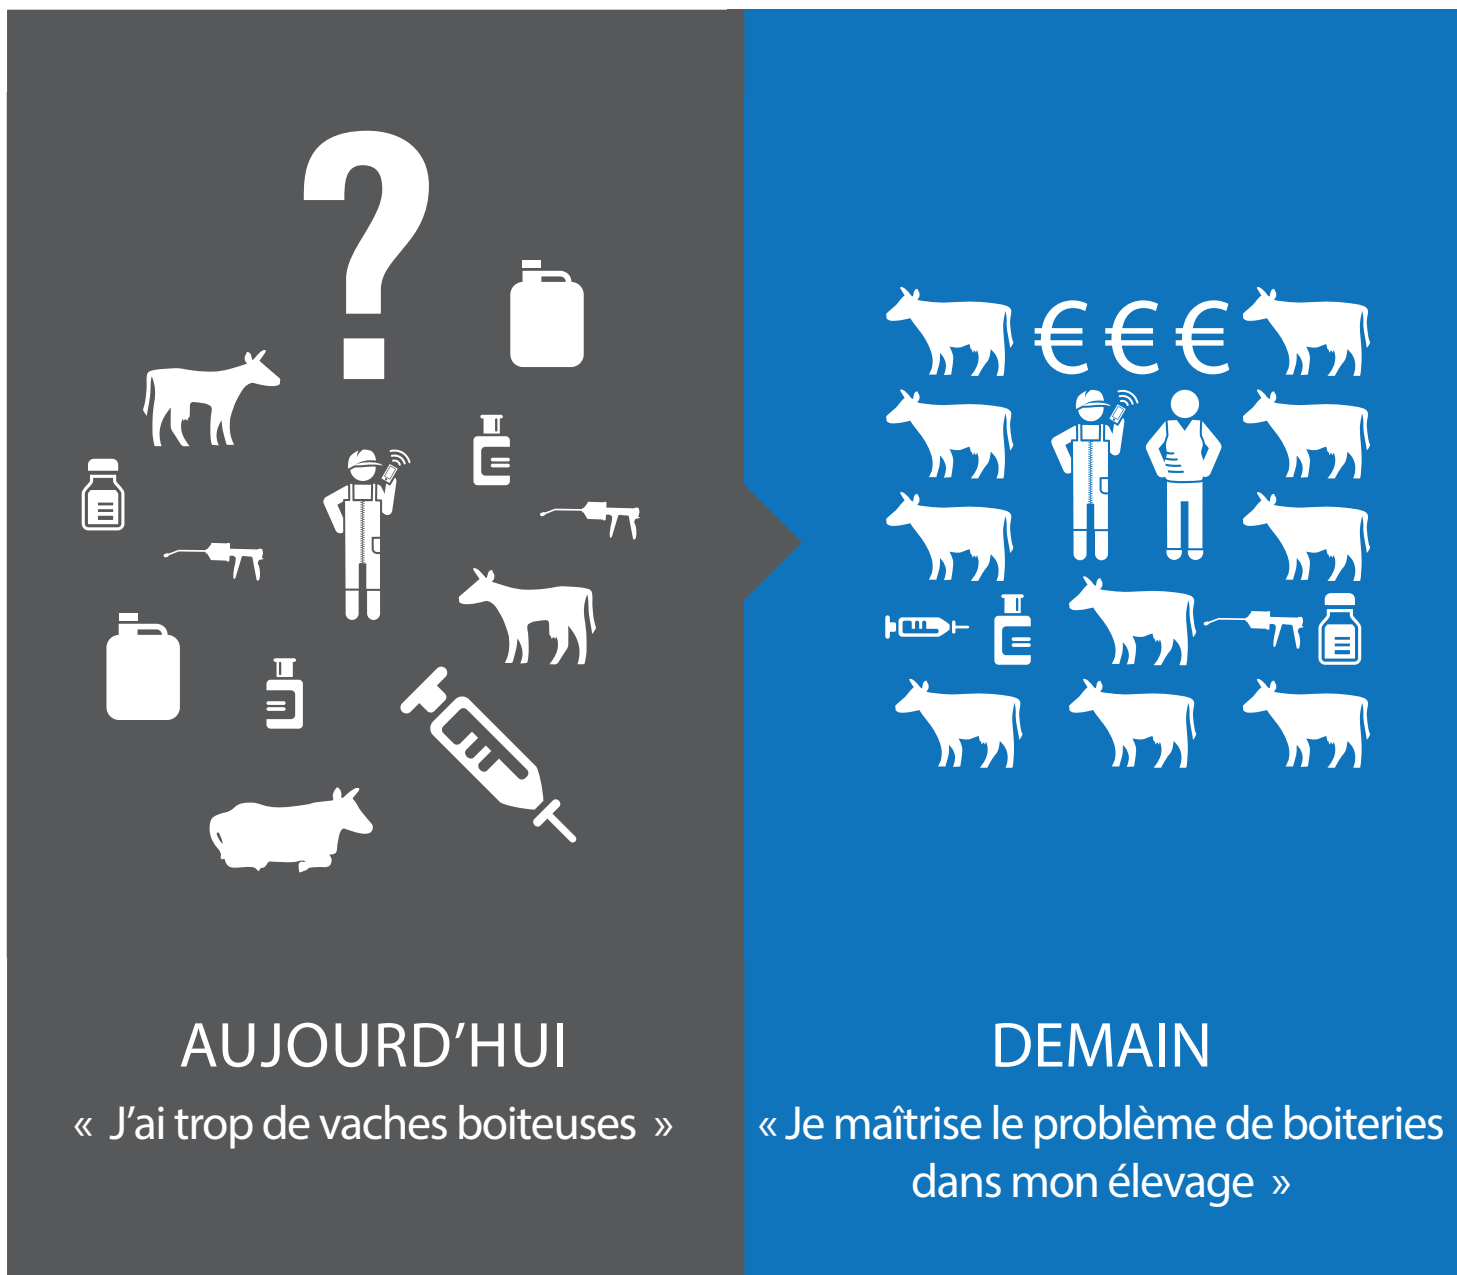 ?
€ € €
AUJOURD’HUI
« J’ai trop de vaches boiteuses »
DEMAIN
« Je maîtrise le problème de boiteries
dans mon élevage »